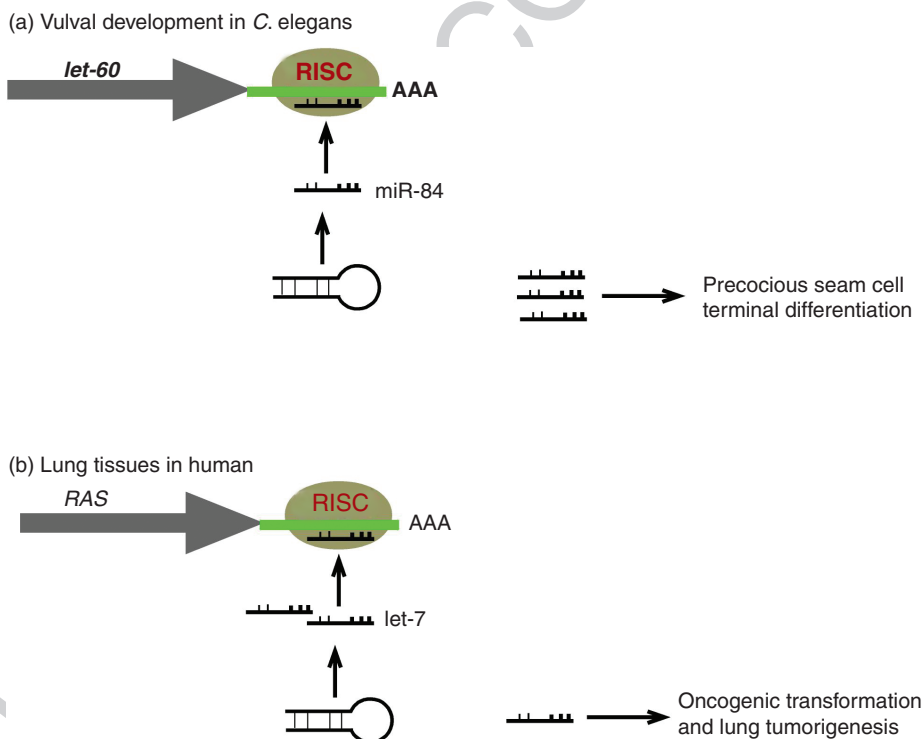 (a) Vulval development in C. elegans
let-60
RISC
AAA
miR-84
Precocious seam cell
terminal differentiation
(b) Lung tissues in human
RAS
RISC
AAA
let-7
Oncogenic transformation
and lung tumorigenesis